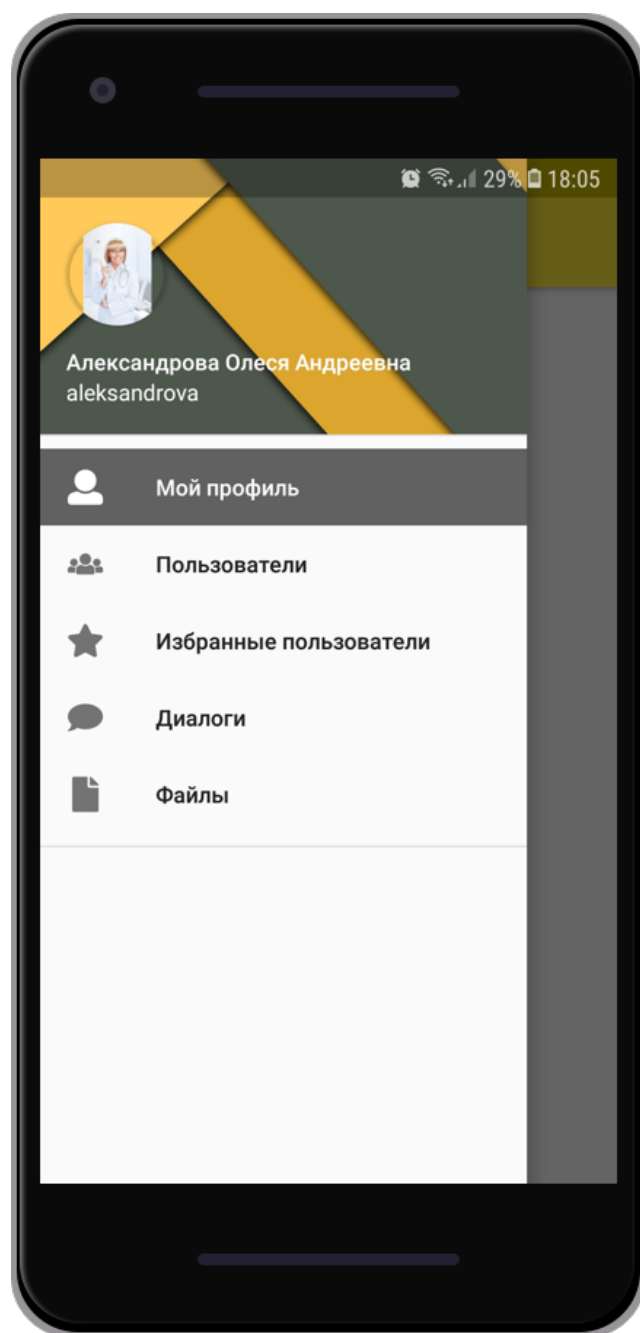 29% 18:05
Александрова Олеся Андреевна
aleksandrova
Мой профиль
Пользователи
Избранные пользователи
Диалоги
Файлы